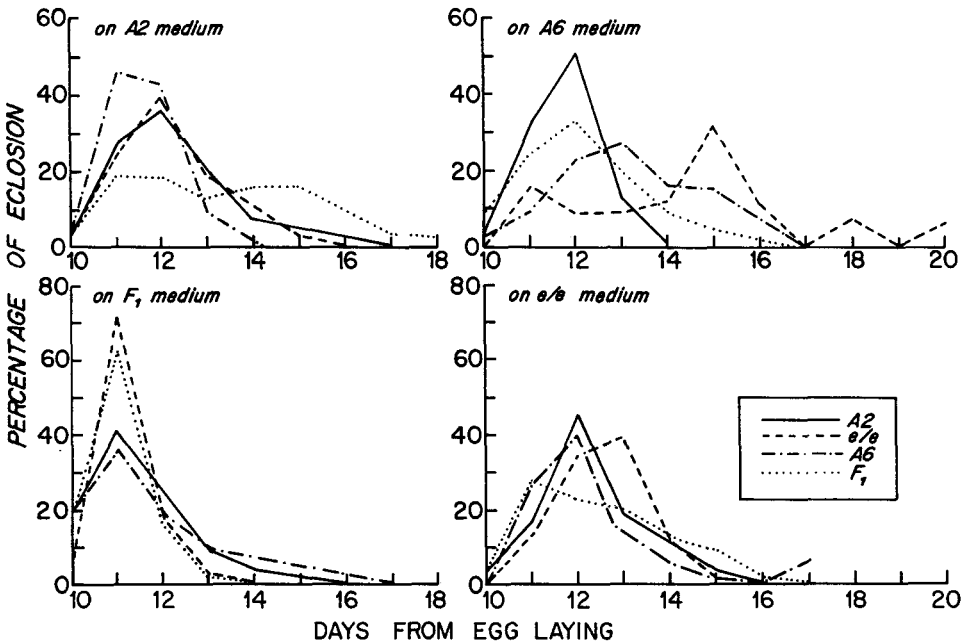 PERCENTAGE OF ECLOSION
on A2 medium
60
40
20
0
10 12 14 16 18
on A6 medium
60
40
20
0
10 12 14 16 18 20
on F₁ medium
80
60
40
20
0
10 12 14 16 18
on e/e medium
80
60
40
20
0
10 12 14 16 18 20
A2
e/e
A6
F₁
DAYS FROM EGG LAYING